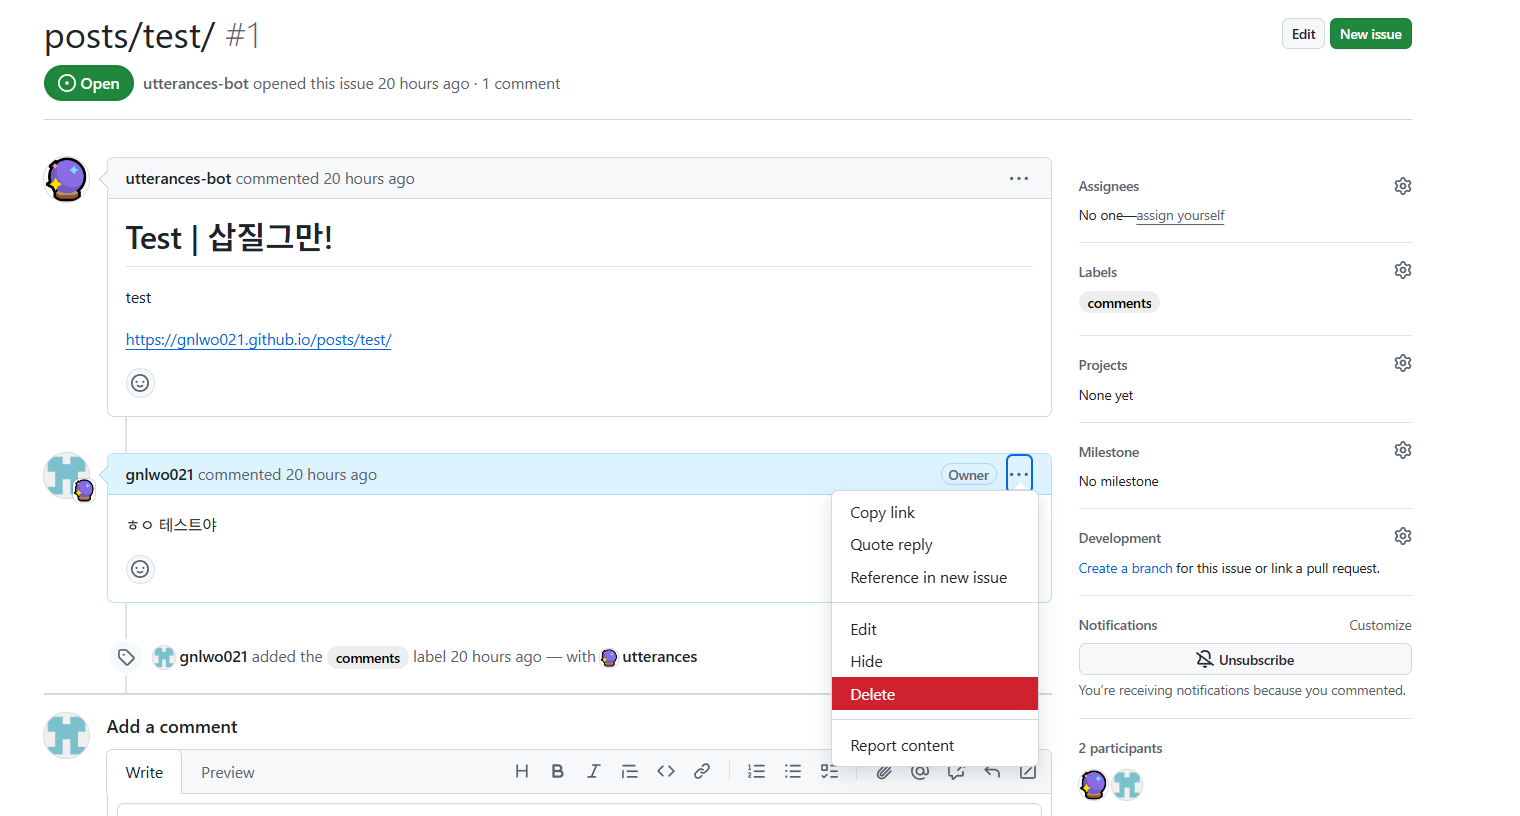 posts/test/ #1
Edit
New issue
Open
utterances-bot opened this issue 20 hours ago · 1 comment
utterances-bot commented 20 hours ago
Test | 삽질그만!
test
https://gnlwo021.github.io/posts/test/
gnlwo021 commented 20 hours ago
Owner
ㅎㅇ 테스트야
Copy link
Quote reply
Reference in new issue
Edit
Hide
Delete
Report content
gnlwo021 added the comments label 20 hours ago — with utterances
Add a comment
Write
Preview
Assignees
No one—assign yourself
Labels
comments
Projects
None yet
Milestone
No milestone
Development
Create a branch for this issue or link a pull request.
Notifications
Customize
Unsubscribe
You're receiving notifications because you commented.
2 participants